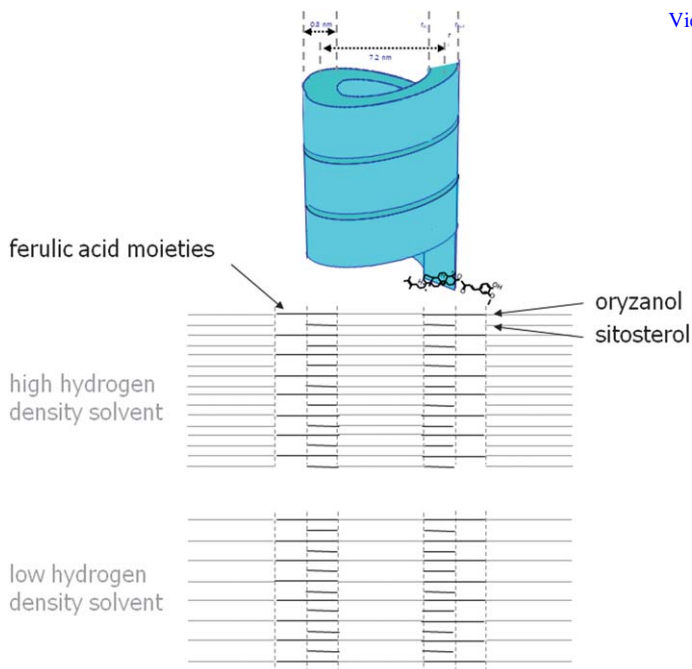 Vie
0.8 nm
7.2 nm
ferulic acid moieties
oryzanol
sitosterol
high hydrogen
density solvent
low hydrogen
density solvent